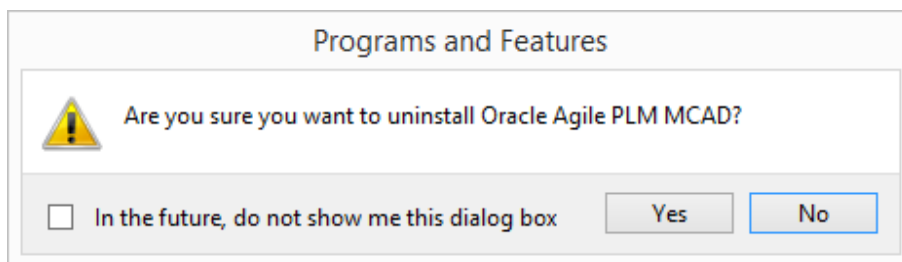 Programs and Features
Are you sure you want to uninstall Oracle Agile PLM MCAD?
In the future, do not show me this dialog box
Yes
No